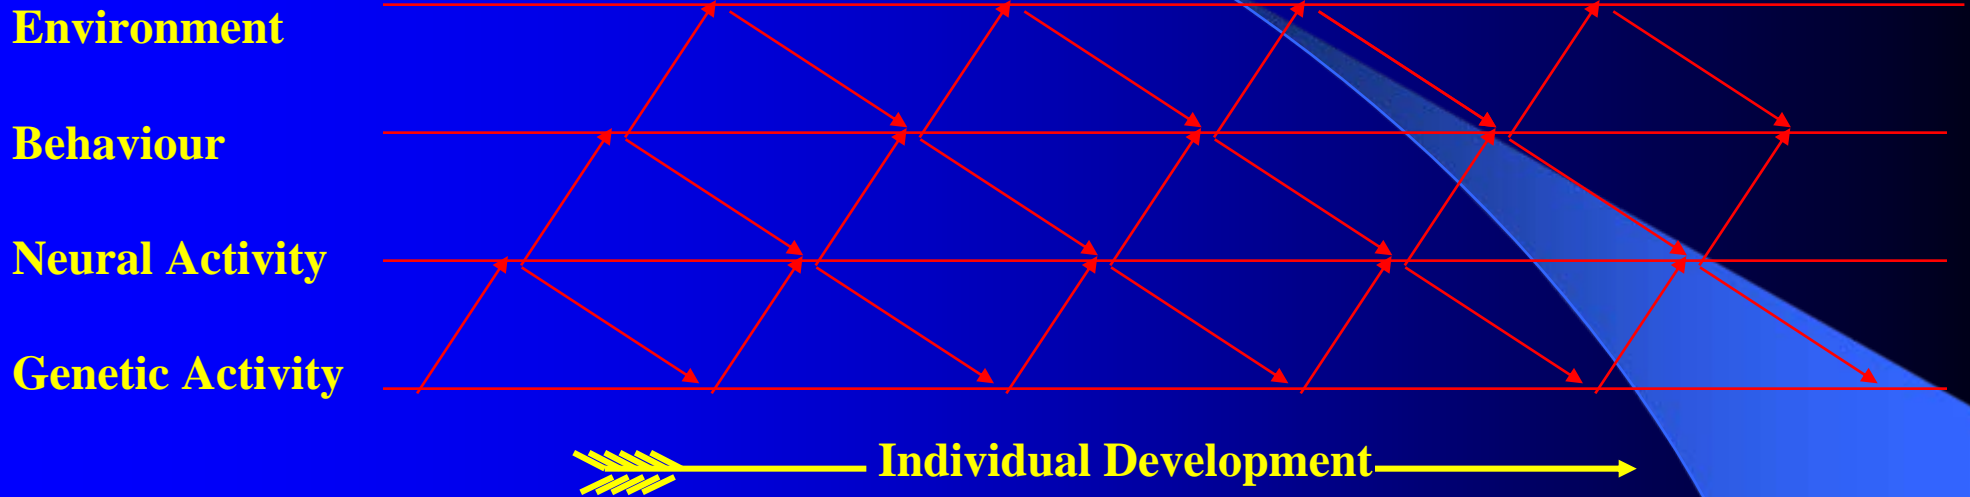 Environment
Behaviour
Neural Activity
Genetic Activity
Individual Development